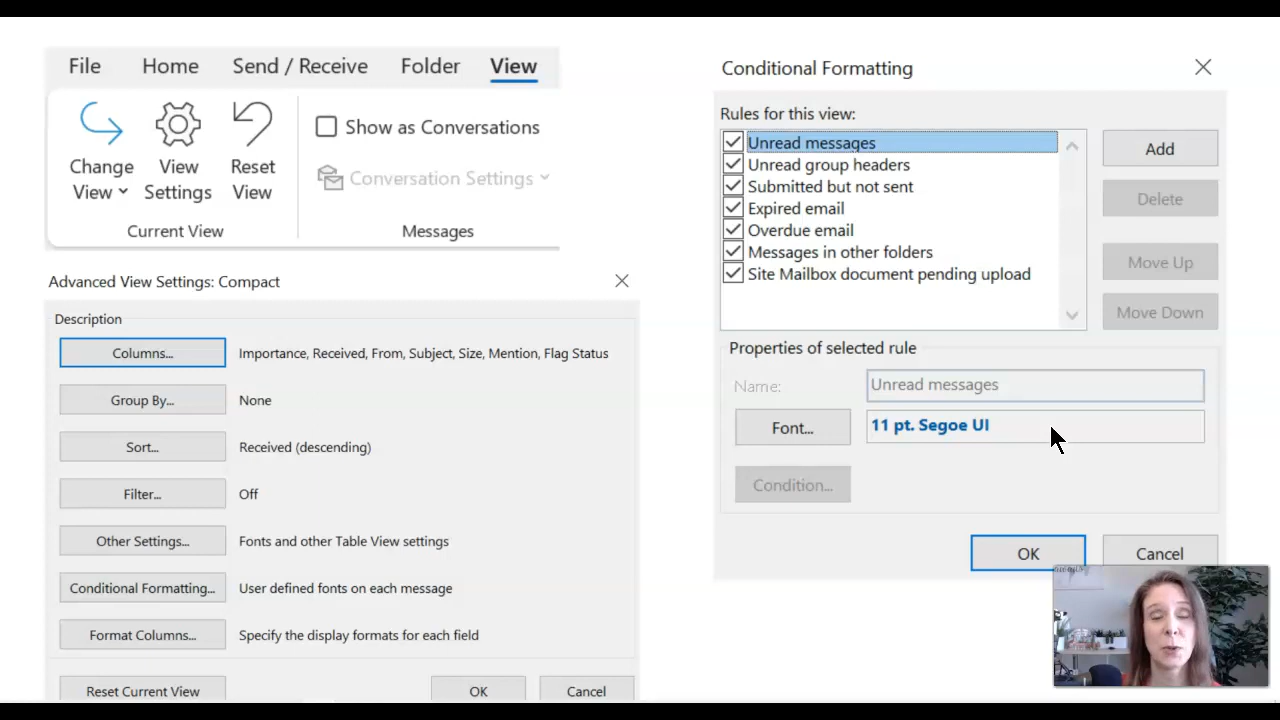 File Home Send / Receive Folder View
Show as Conversations
Change View
View Settings
Reset View
Conversation Settings
Current View
Messages
Advanced View Settings: Compact
Description
Columns... Importance, Received, From, Subject, Size, Mention, Flag Status
Group By... None
Sort... Received (descending)
Filter... Off
Other Settings... Fonts and other Table View settings
Conditional Formatting... User defined fonts on each message
Format Columns... Specify the display formats for each field
Reset Current View OK Cancel
Conditional Formatting
Rules for this view:
Unread messages
Unread group headers
Submitted but not sent
Expired email
Overdue email
Messages in other folders
Site Mailbox document pending upload
Add
Delete
Move Up
Move Down
Properties of selected rule
Name: Unread messages
Font... 11 pt. Segoe UI
Condition...
OK Cancel